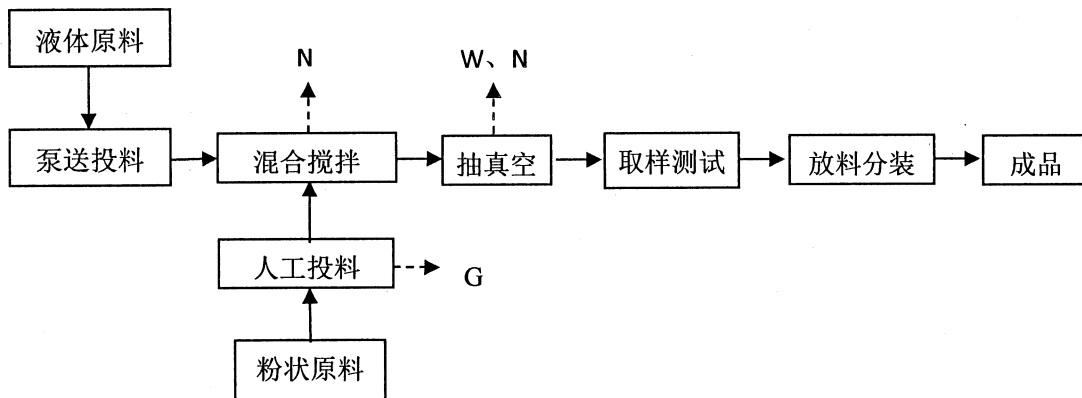 液体原料
N
W、N
泵送投料
混合搅拌
抽真空
取样测试
放料分装
成品
人工投料
G
粉状原料